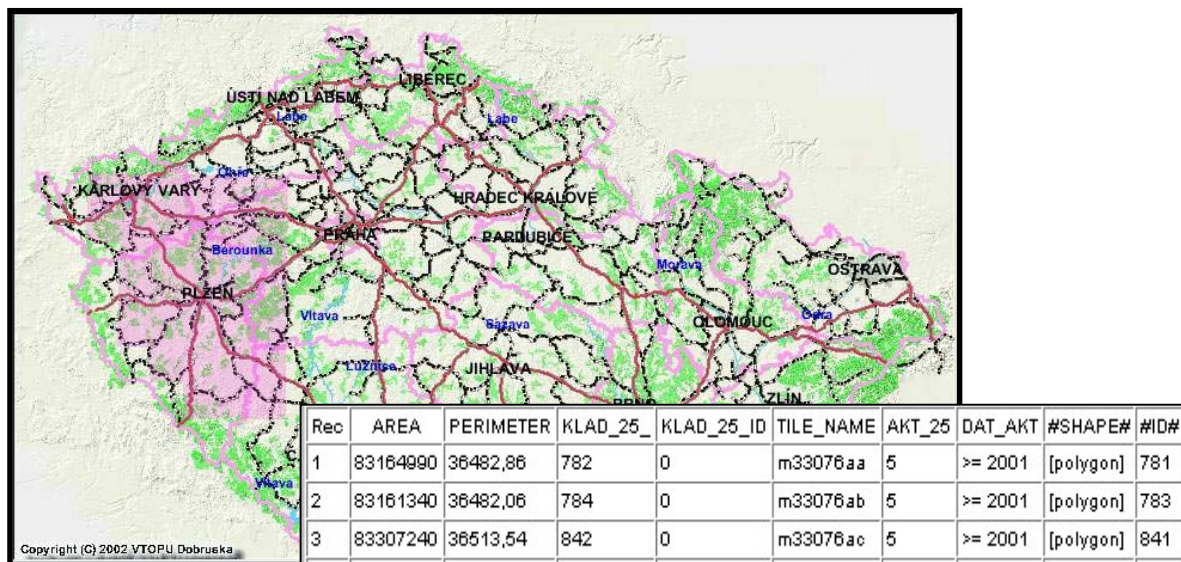 LIBEREC
ÚSTÍ NAD LABEM
Labe
Labe
Ohře
KARLOVY VARY
HRADEC KRÁLOVÉ
PRAHA
PARDUBICE
Berounka
Morava
OSTRAVA
PLZEŇ
Vltava
Sázava
OLOMOUC
Odra
Lužnice
JIHLAVA
ZLÍN
BRNO
Vltava
Copyright (C) 2002 VTOPU Dobruska
Rec AREA PERIMETER KLAD_25_ KLAD_25_ID TILE_NAME AKT_25 DAT_AKT #SHAPE# #ID#
1 83164990 36482,86 782 0 m33076aa 5 >= 2001 [polygon] 781
2 83161340 36482,06 784 0 m33076ab 5 >= 2001 [polygon] 783
3 83307240 36513,54 842 0 m33076ac 5 >= 2001 [polygon] 841